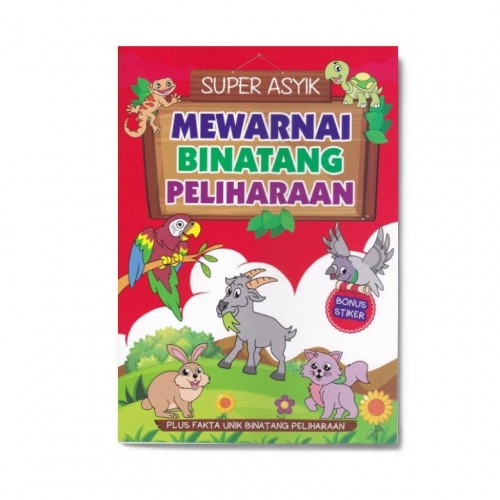 SUPER ASYIK
MEWARNAI
BINATANG
PELIHARAAN
BONUS
STIKER
PLUS FAKTA UNIK BINATANG PELIHARAAN